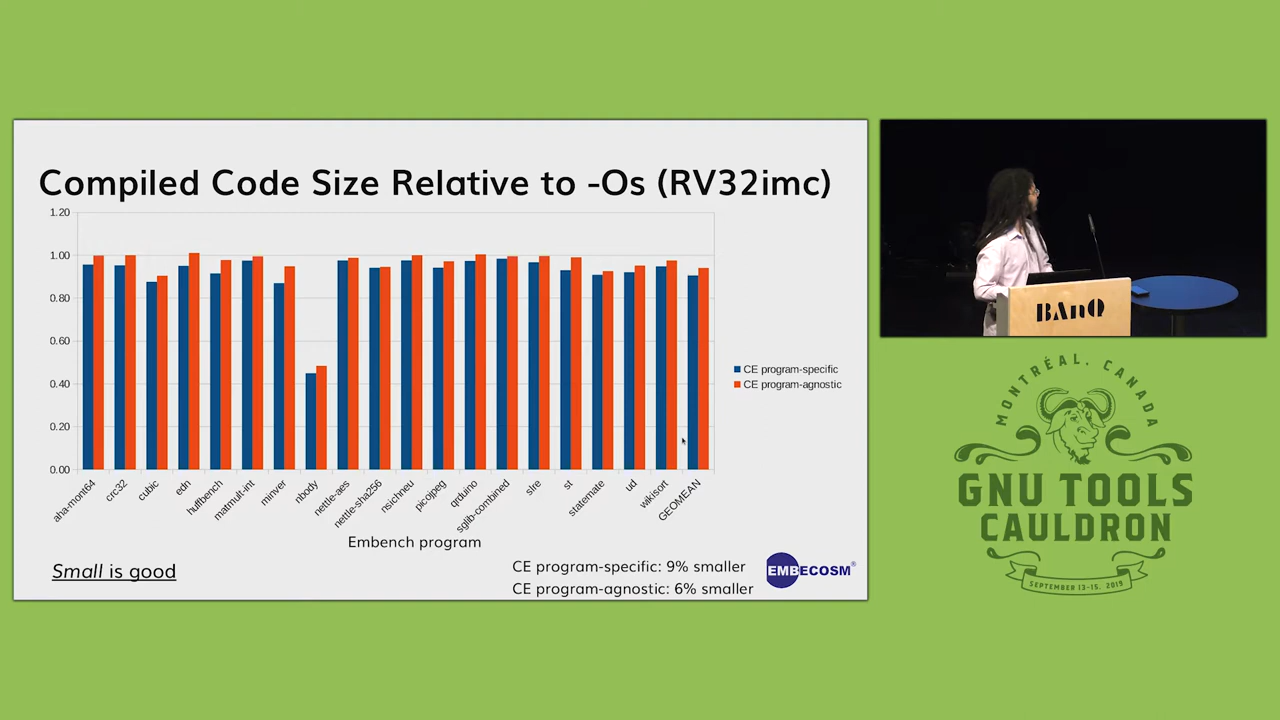 Compiled Code Size Relative to -Os (RV32imc)
1.20
1.00
0.80
0.60
0.40
0.20
0.00
aha-mont64
crc32
cubic
edn
huffbench
matmult-int
minver
nbody
nettle-aes
nettle-sha256
nsichneu
picojpeg
qrduino
sglib-combined
slre
st
statemate
ud
wikisort
GEOMEAN
Embench program
CE program-specific
CE program-agnostic
Small is good
CE program-specific: 9% smaller
CE program-agnostic: 6% smaller
EMBECOSM®
BAnQ
MONTRÉAL, CANADA
GNU TOOLS
CAULDRON
SEPTEMBER 13-15, 2019